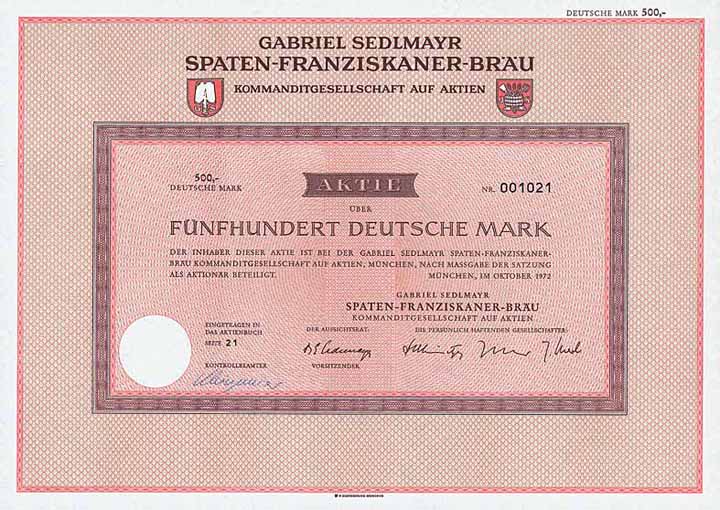 DEUTSCHE MARK 500,-
GABRIEL SEDLMAYR
SPATEN-FRANZISKANER-BRÄU
KOMMANDITGESELLSCHAFT AUF AKTIEN
500,-
DEUTSCHE MARK
AKTIE
NR. 001021
ÜBER
FÜNFHUNDERT DEUTSCHE MARK
DER INHABER DIESER AKTIE IST BEI DER GABRIEL SEDLMAYR SPATEN-FRANZISKANER-
BRÄU KOMMANDITGESELLSCHAFT AUF AKTIEN, MÜNCHEN, NACH MASSGABE DER SATZUNG
ALS AKTIONÄR BETEILIGT. MÜNCHEN, IM OKTOBER 1972
GABRIEL SEDLMAYR
SPATEN-FRANZISKANER-BRÄU
KOMMANDITGESELLSCHAFT AUF AKTIEN
EINGETRAGEN IN
DAS AKTIENBUCH
SEITE 21
DER AUFSICHTSRAT:
DIE PERSÖNLICH HAFTENDEN GESELLSCHAFTER:
KONTROLLBEAMTER
VORSITZENDER